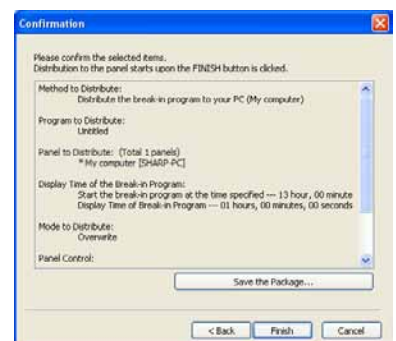 Confirmation
Please confirm the selected items.
Distribution to the panel starts upon the FINISH button is clicked.
Method to Distribute:
Distribute the break-in program to your PC (My computer)
Program to Distribute:
Untitled
Panel to Distribute: (Total 1 panels)
* My computer [SHARP-PC]
Display Time of the Break-in Program:
Start the break-in program at the time specified --- 13 hour, 00 minute
Display Time of Break-in Program --- 01 hours, 00 minutes, 00 seconds
Mode to Distribute:
Overwrite
Panel Control:
Save the Package...
< Back
Finish
Cancel